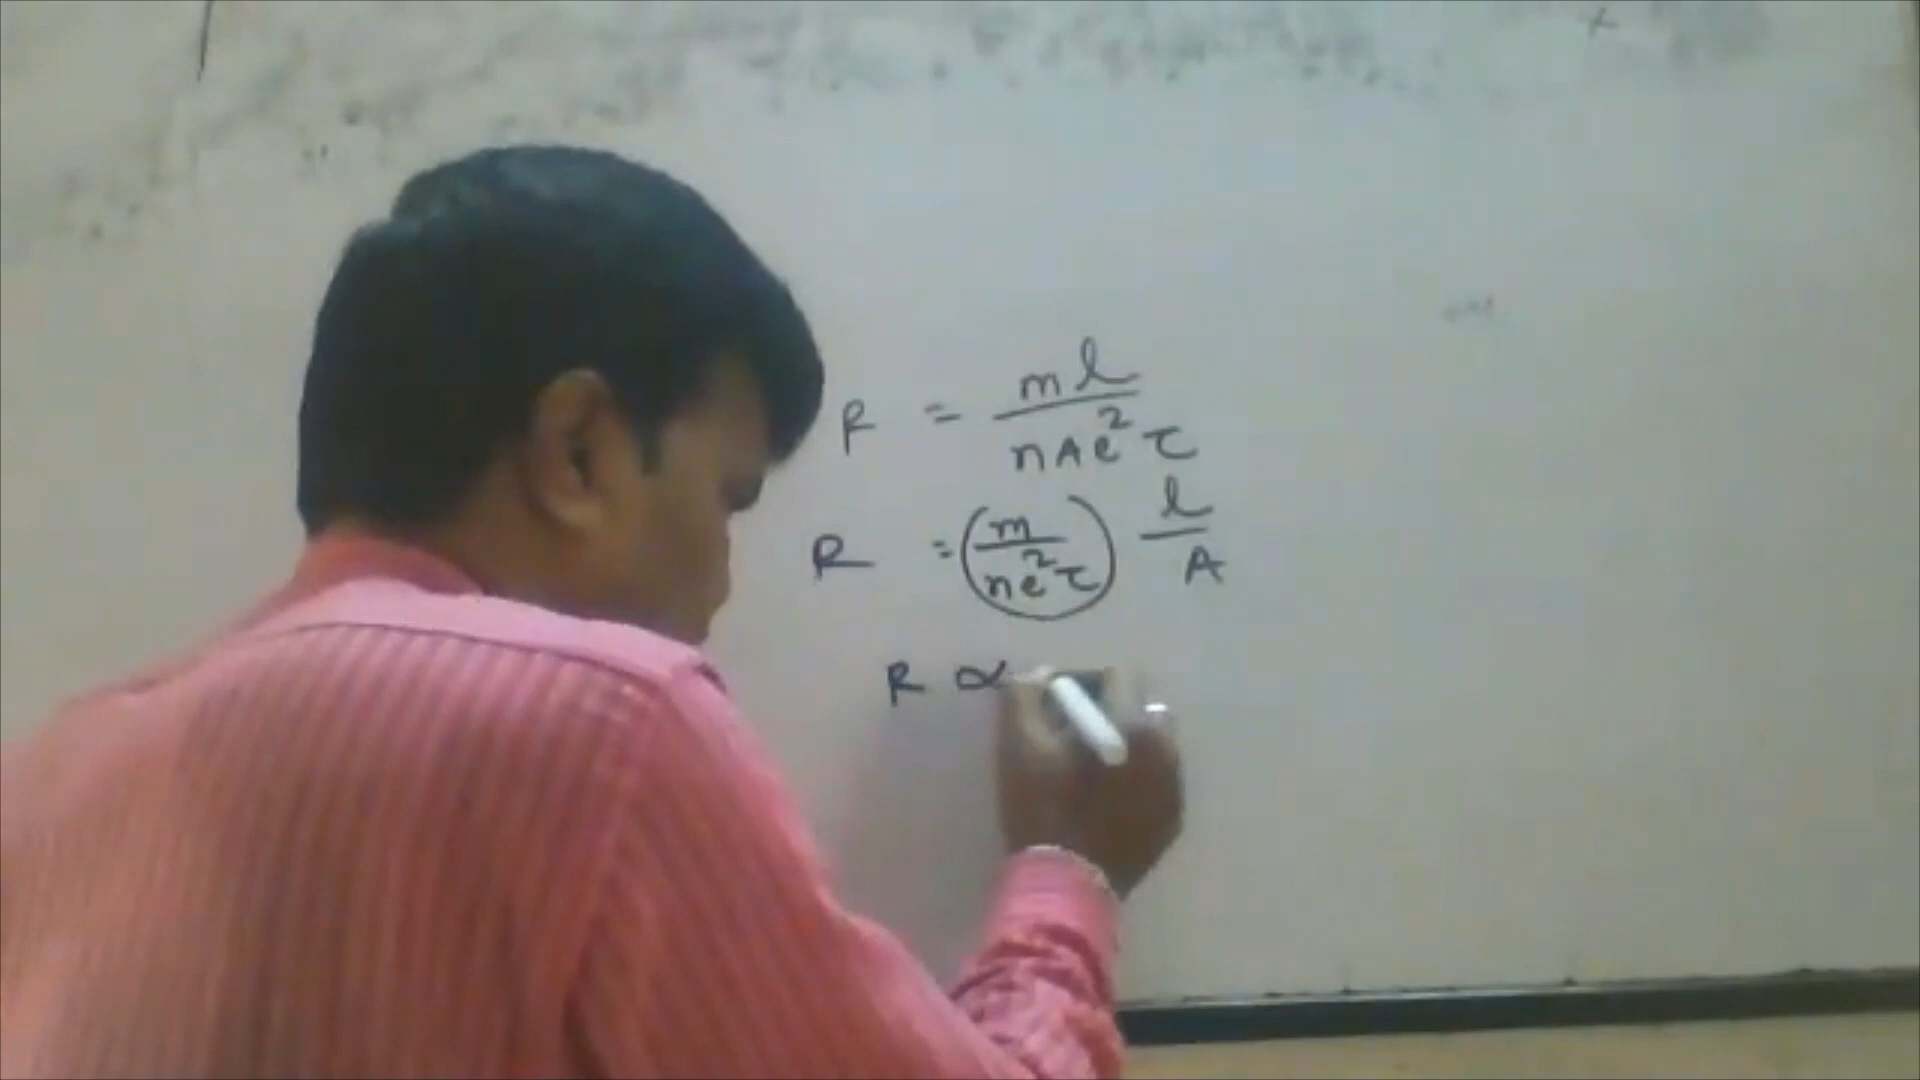 R = ml / nAe²τ
R = (m / ne²τ) l / A
R ∝